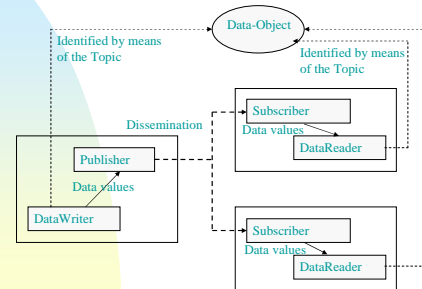 Data-Object
Identified by means
of the Topic
Identified by means
of the Topic
Dissemination
Subscriber
Data values
DataReader
Publisher
Data values
DataWriter
Subscriber
Data values
DataReader